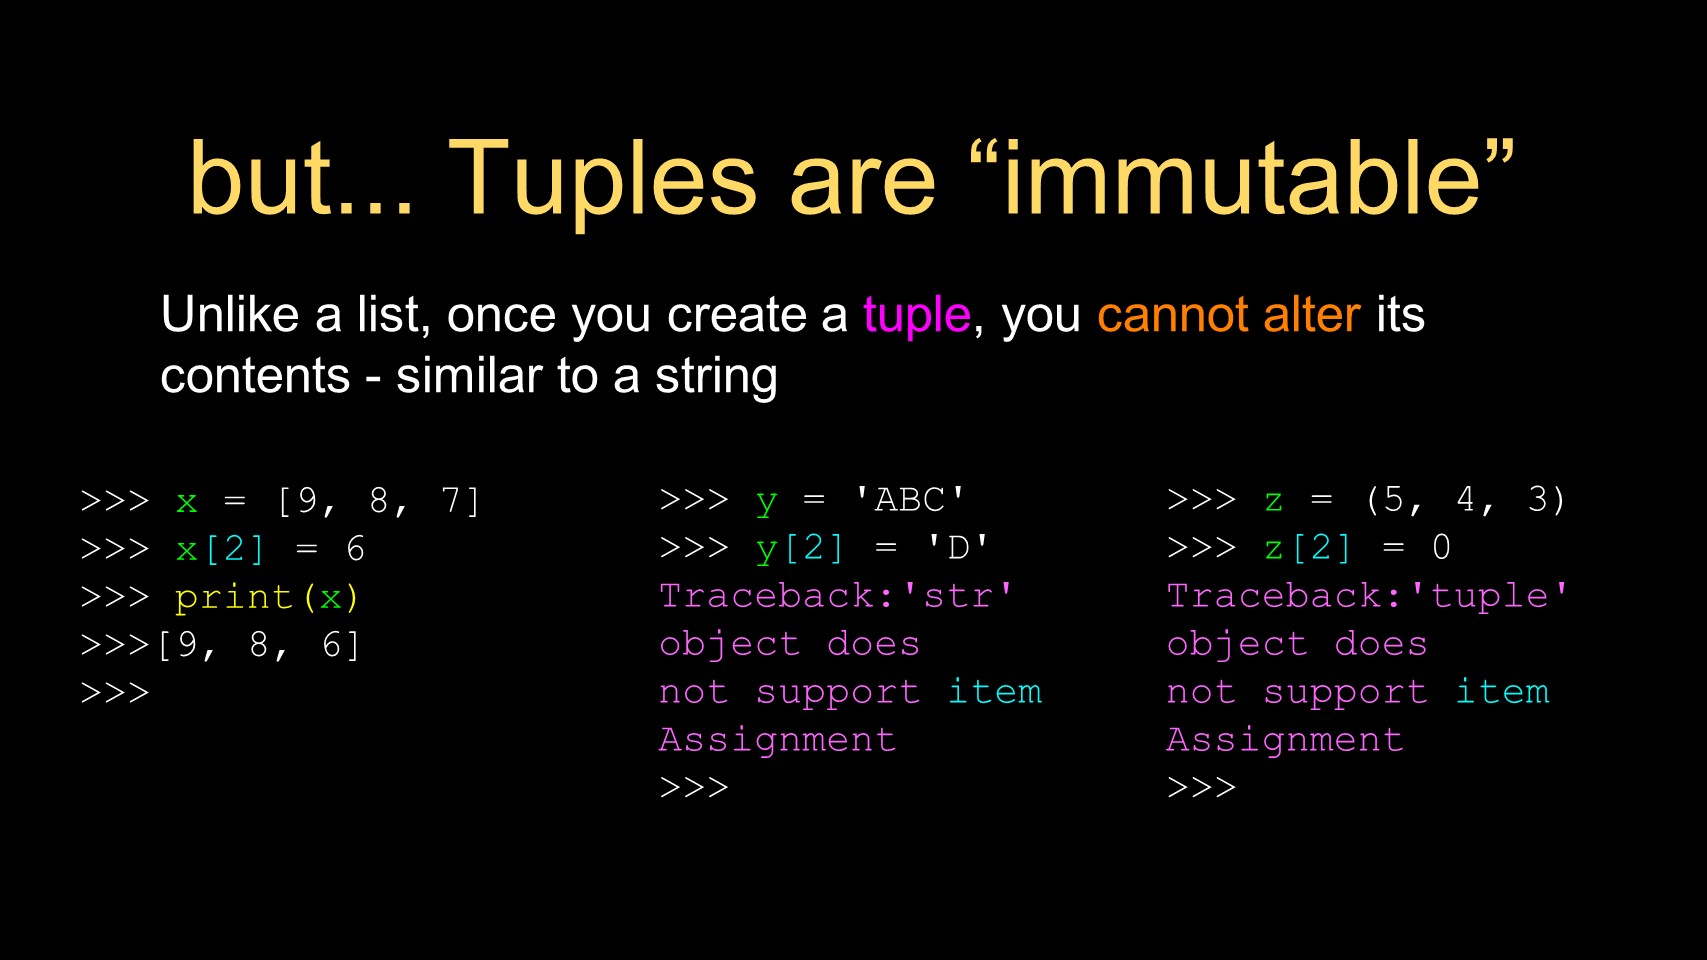 but... Tuples are “immutable”
Unlike a list, once you create a tuple, you cannot alter its
contents - similar to a string
>>> x = [9, 8, 7]
>>> x[2] = 6
>>> print(x)
>>>[9, 8, 6]
>>>
>>> y = 'ABC'
>>> y[2] = 'D'
Traceback:'str'
object does
not support item
Assignment
>>>
>>> z = (5, 4, 3)
>>> z[2] = 0
Traceback:'tuple'
object does
not support item
Assignment
>>>